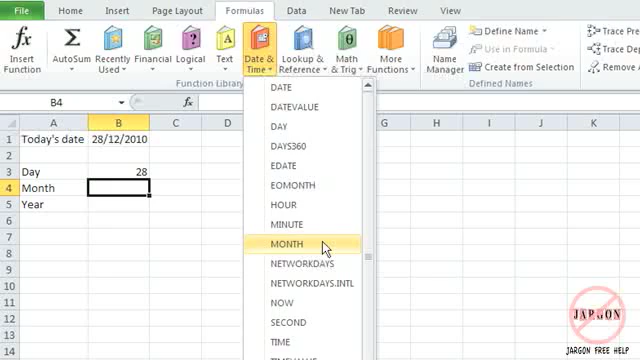 File Home Insert Page Layout Formulas Data New Tab Review View
fx Σ A θ
Insert Function AutoSum Recently Used Financial Logical Text Date & Time Lookup & Reference Math & Trig More Functions Name Manager
Define Name
Use in Formula
Create from Selection
Trace Pre
Trace De
Remove A
Function Library Defined Names
B4 fx
A B C D G H I J K
1 Today's date 28/12/2010
2
3 Day 28
4 Month
5 Year
6
7
8
9
10
11
12
13
14
DATE
DATEVALUE
DAY
DAYS360
EDATE
EOMONTH
HOUR
MINUTE
MONTH
NETWORKDAYS
NETWORKDAYS.INTL
NOW
SECOND
TIME
JARGON
JARGON FREE HELP